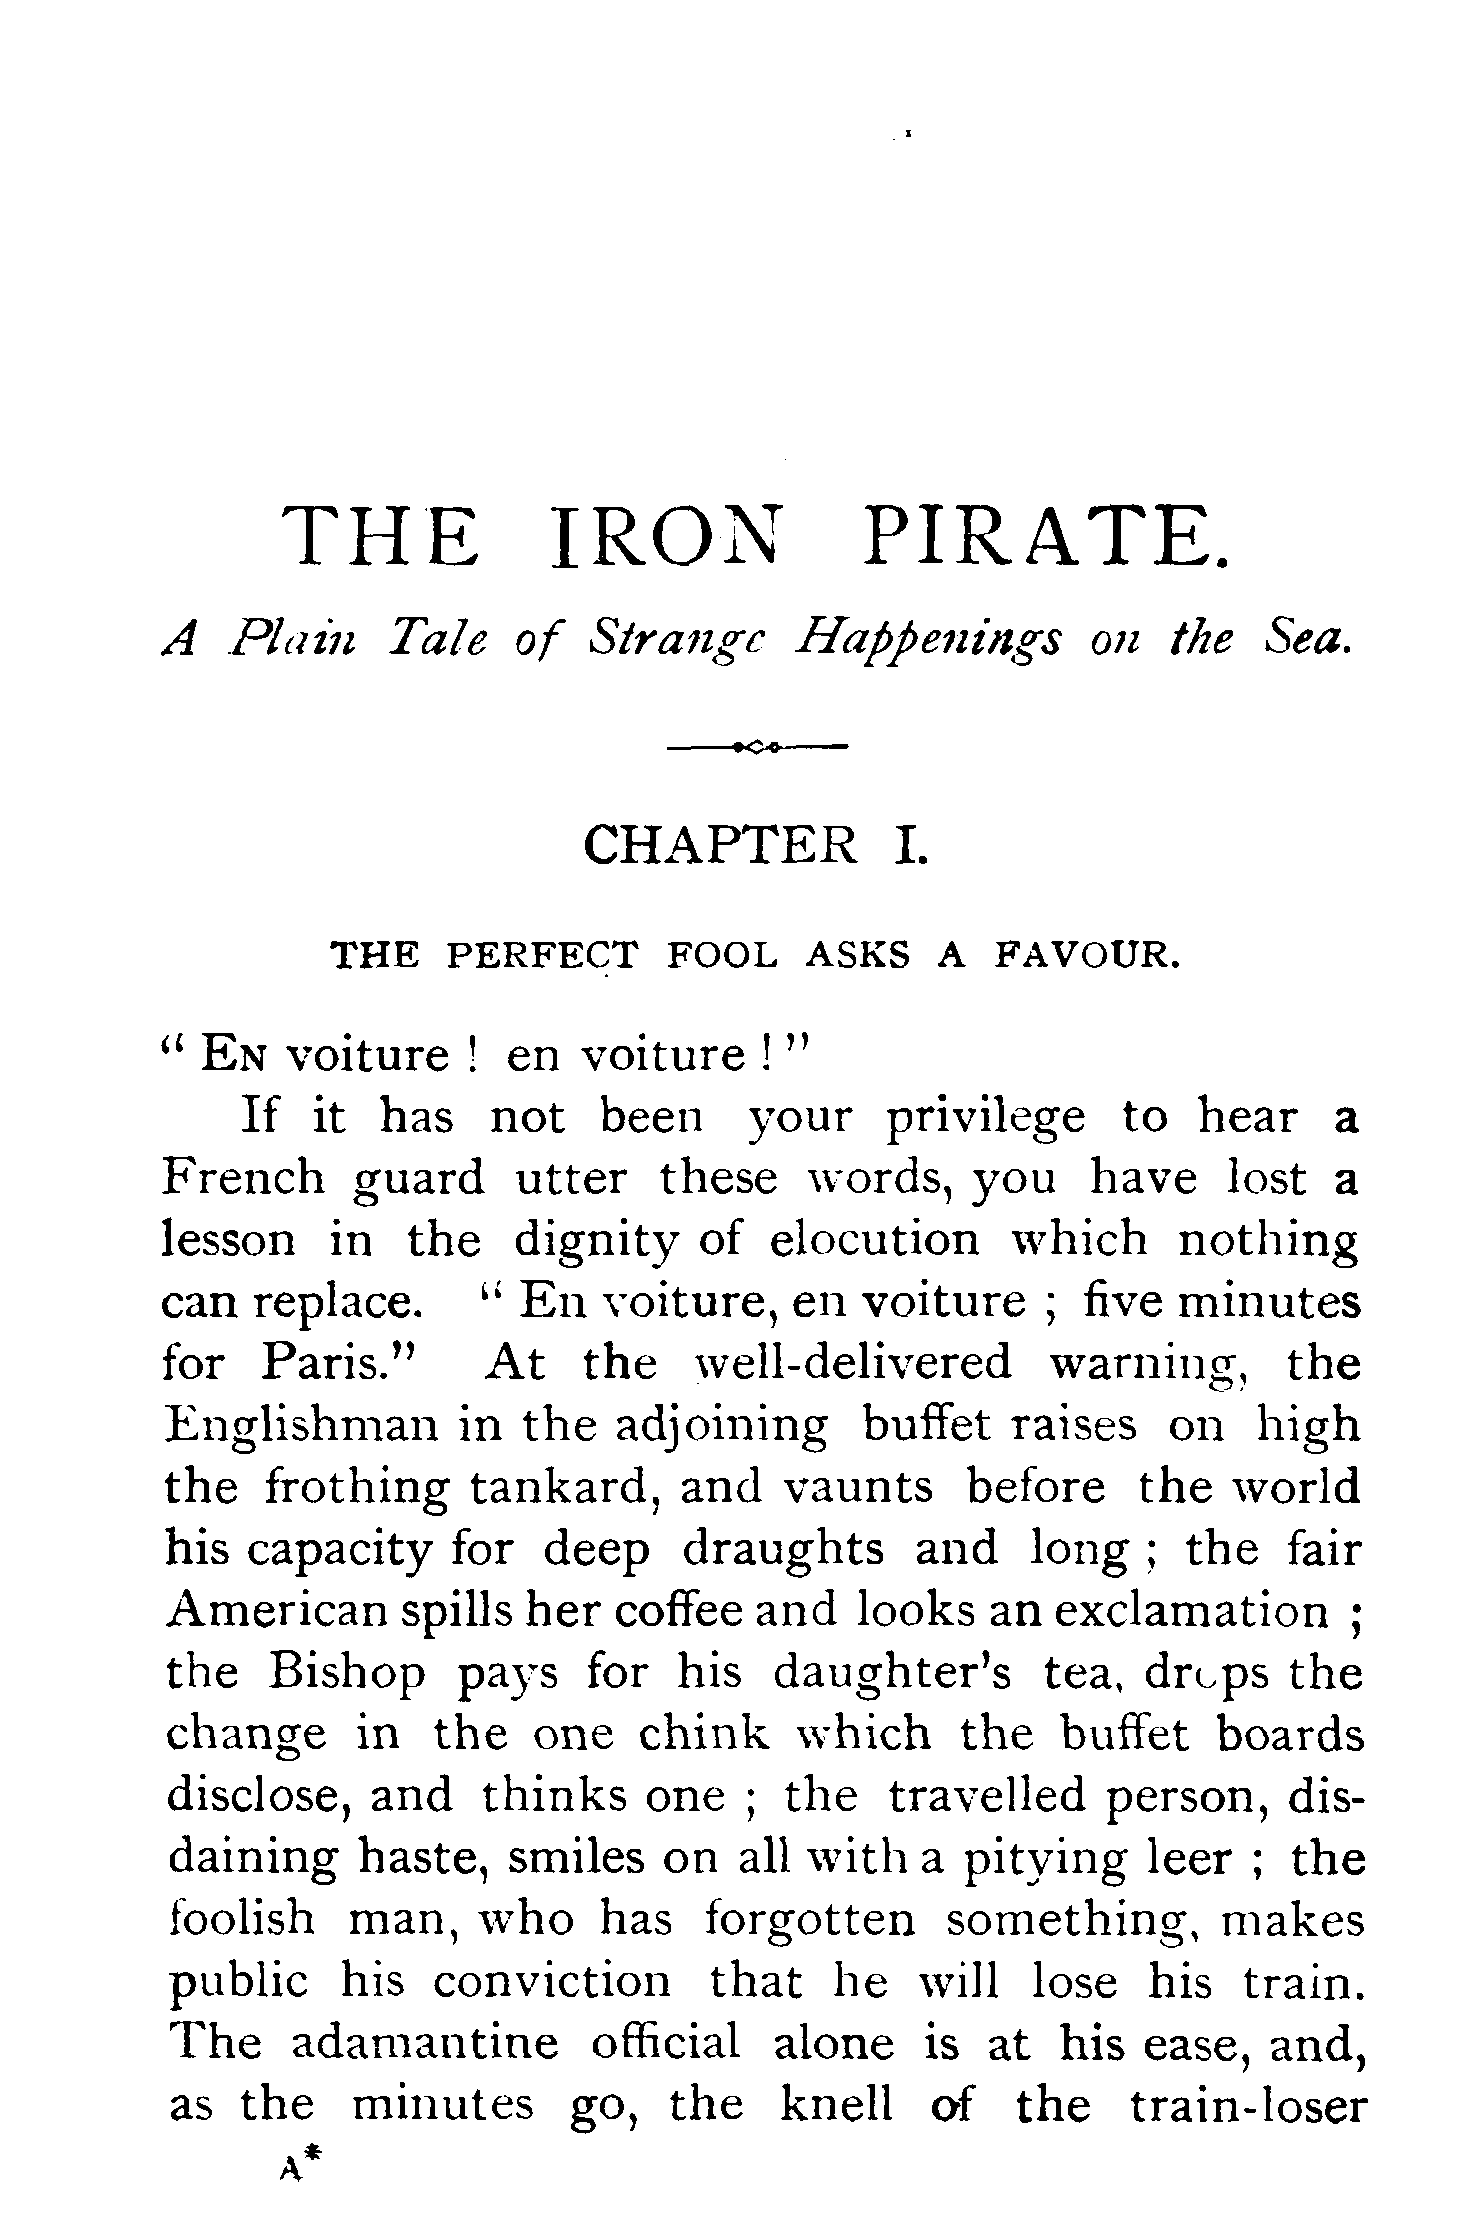 THE IRON PIRATE.
A Plain Tale of Strange Happenings on the Sea.
CHAPTER I.
THE PERFECT FOOL ASKS A FAVOUR.
“ EN voiture ! en voiture ! ”
If it has not been your privilege to hear a
French guard utter these words, you have lost a
lesson in the dignity of elocution which nothing
can replace. “ En voiture, en voiture ; five minutes
for Paris.” At the well-delivered warning, the
Englishman in the adjoining buffet raises on high
the frothing tankard, and vaunts before the world
his capacity for deep draughts and long ; the fair
American spills her coffee and looks an exclamation ;
the Bishop pays for his daughter’s tea, drops the
change in the one chink which the buffet boards
disclose, and thinks one ; the travelled person, dis-
daining haste, smiles on all with a pitying leer ; the
foolish man, who has forgotten something, makes
public his conviction that he will lose his train.
The adamantine official alone is at his ease, and,
as the minutes go, the knell of the train-loser
A*